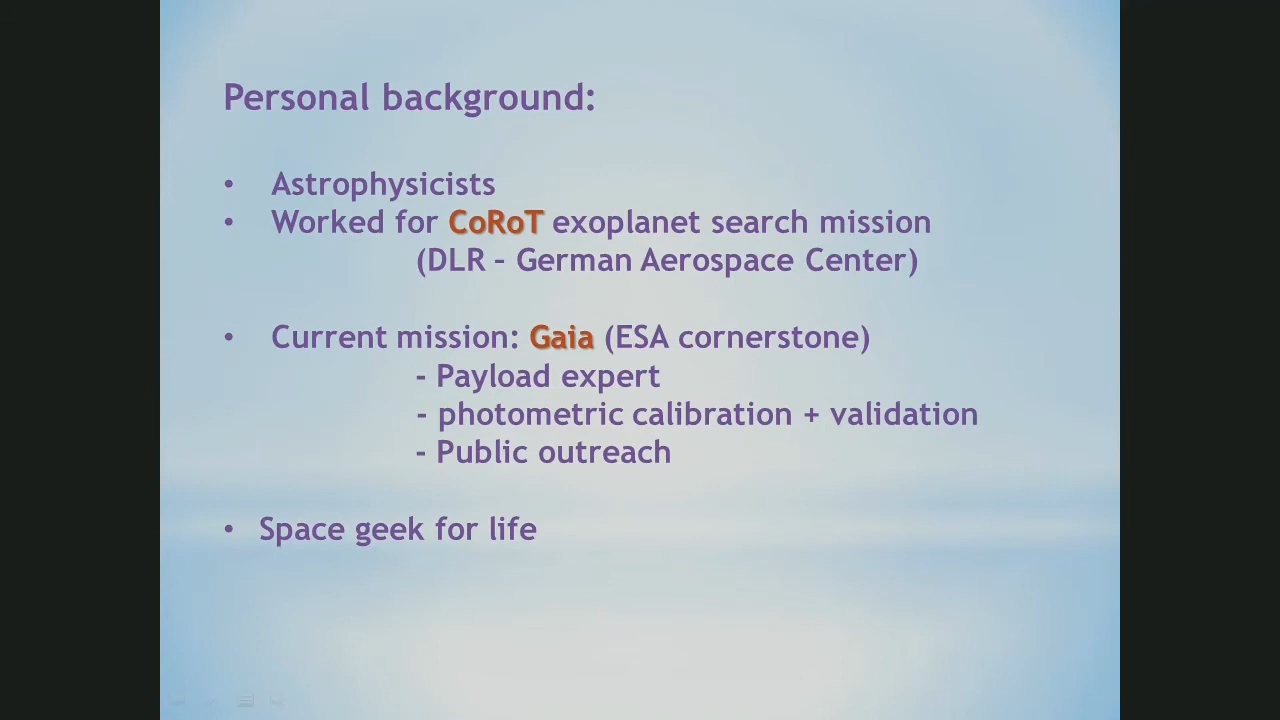 Personal background:
• Astrophysicists
• Worked for CoRoT exoplanet search mission
(DLR – German Aerospace Center)
• Current mission: Gaia (ESA cornerstone)
- Payload expert
- photometric calibration + validation
- Public outreach
• Space geek for life